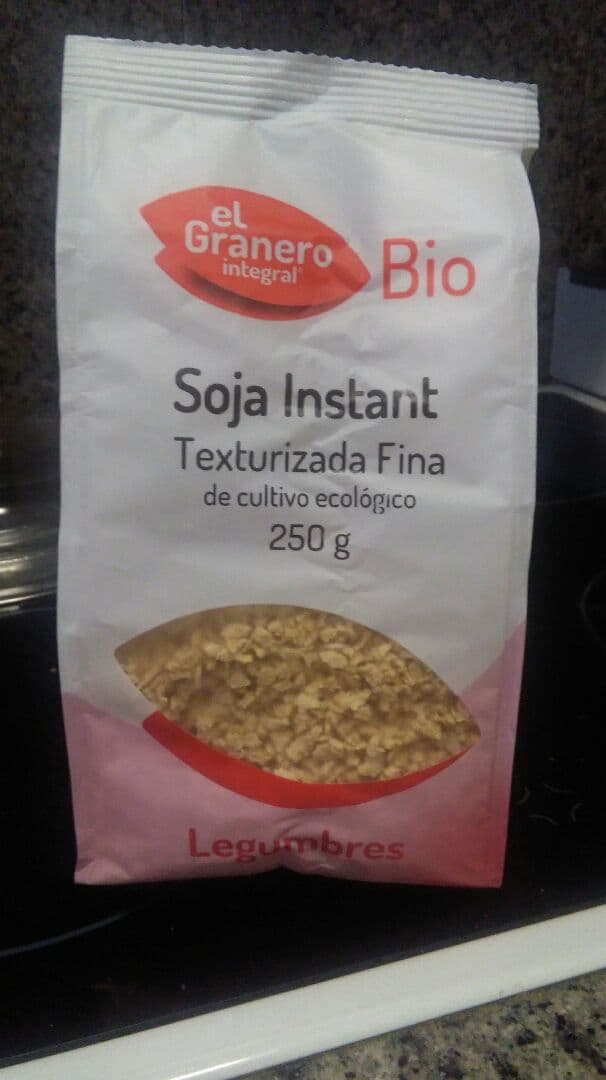 el
Granero
integral®
Bio
Soja Instant
Texturizada Fina
de cultivo ecológico
250 g
Legumbres